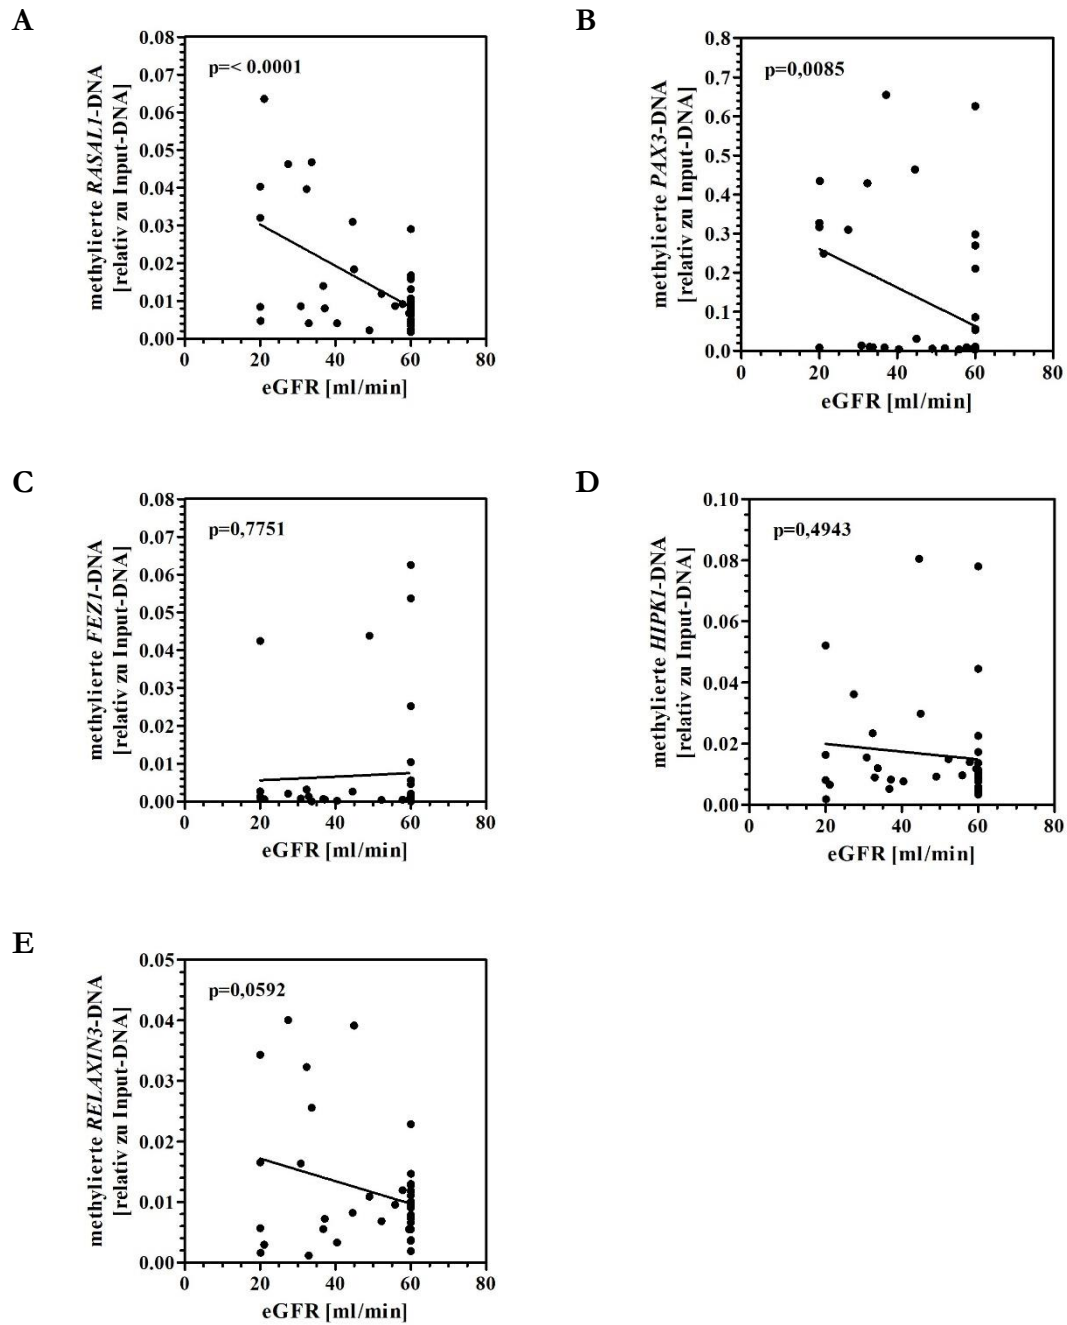 A
methylierte RASAL1-DNA
[relativ zu Input-DNA]
0.08
0.07
0.06
0.05
0.04
0.03
0.02
0.01
0.00
p=< 0.0001
0 20 40 60 80
eGFR [ml/min]
B
methylierte PAX3-DNA
[relativ zu Input-DNA]
0.8
0.7
0.6
0.5
0.4
0.3
0.2
0.1
0.0
p=0,0085
0 20 40 60 80
eGFR [ml/min]
C
methylierte FEZ1-DNA
[relativ zu Input-DNA]
0.08
0.07
0.06
0.05
0.04
0.03
0.02
0.01
0.00
p=0,7751
0 20 40 60 80
eGFR [ml/min]
D
methylierte HIPK1-DNA
[relativ zu Input-DNA]
0.10
0.08
0.06
0.04
0.02
0.00
p=0,4943
0 20 40 60 80
eGFR [ml/min]
E
methylierte RELAXIN3-DNA
[relativ zu Input-DNA]
0.05
0.04
0.03
0.02
0.01
0.00
p=0,0592
0 20 40 60 80
eGFR [ml/min]